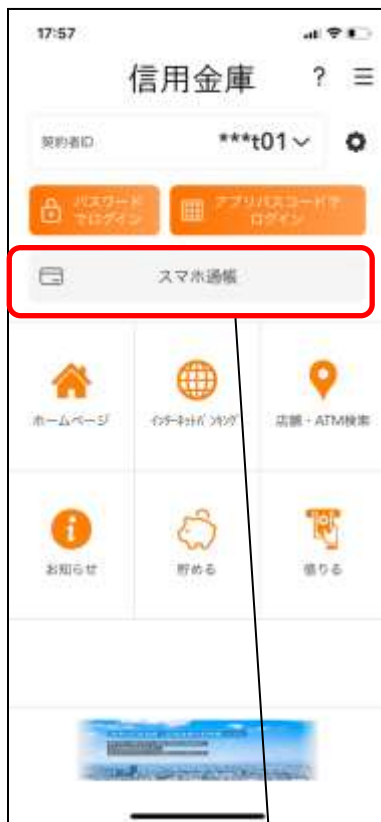 17:57
信用金庫 ? ≡
契約者ID ***t01
パスワード
でログイン
アプリパスコードで
ログイン
スマホ通帳
ホームページ
インターネットバンキング
店舗・ATM検索
お知らせ
貯める
借りる